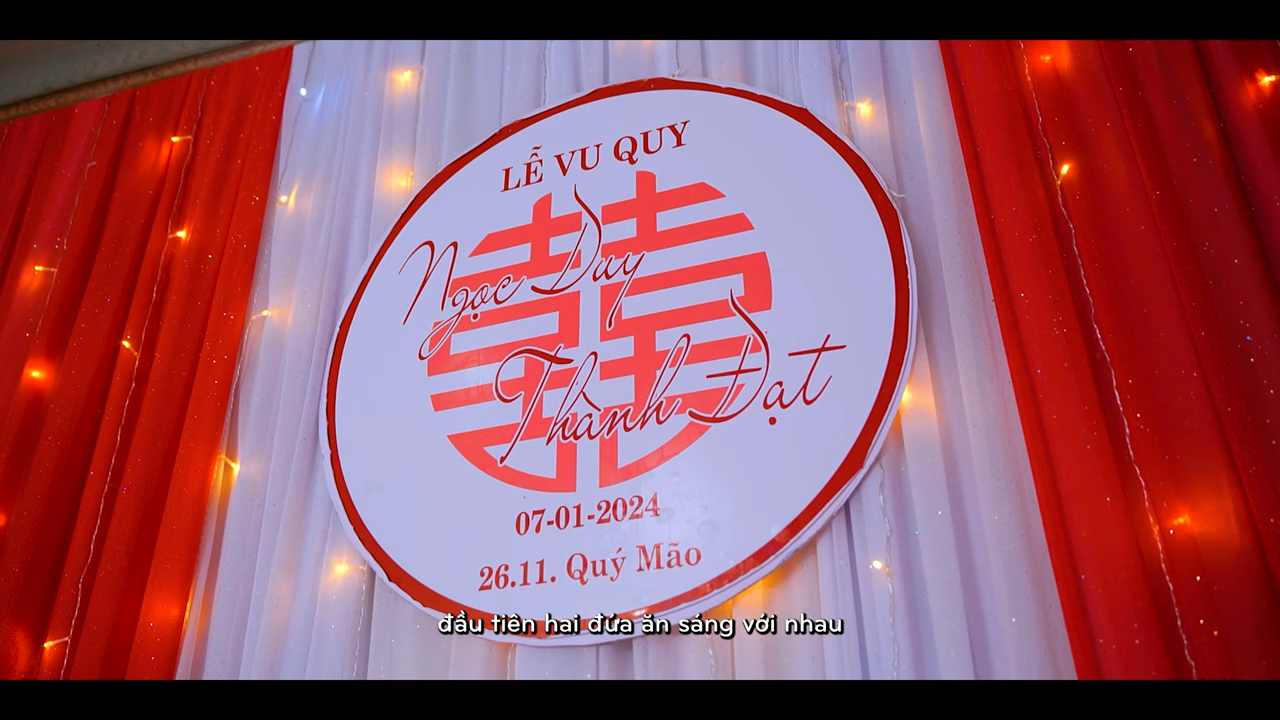 LỄ VU QUY
囍
Ngọc Duy
Thành Đạt
07-01-2024
26.11. Quý Mão
đầu tiên hai đứa ăn sáng với nhau